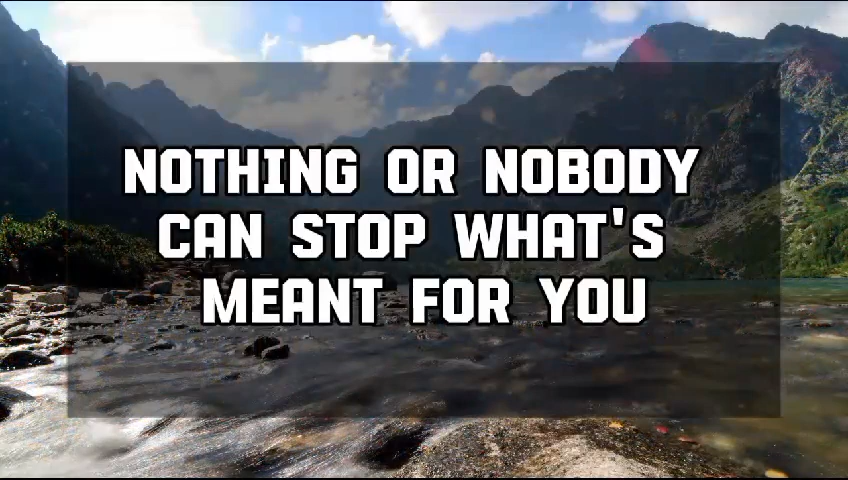 NOTHING OR NOBODY
CAN STOP WHAT'S
MEANT FOR YOU